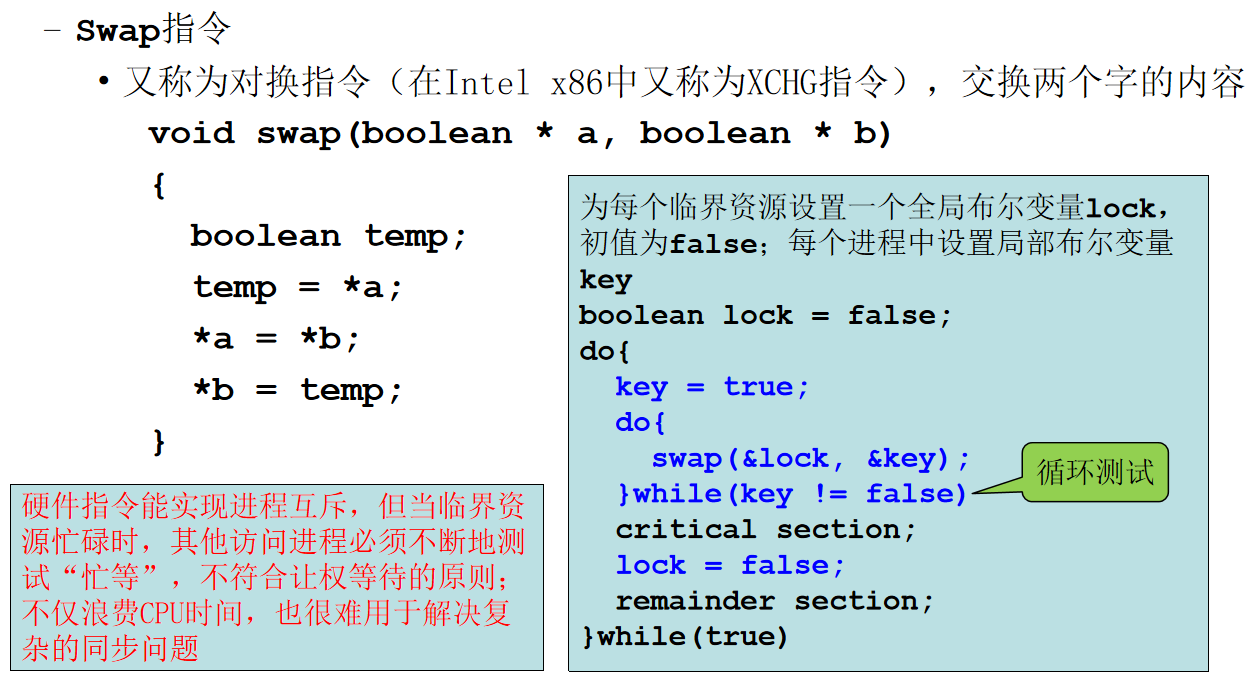 – Swap指令
• 又称为对换指令（在Intel x86中又称为XCHG指令），交换两个字的内容
void swap(boolean * a, boolean * b)
{
boolean temp;
temp = *a;
*a = *b;
*b = temp;
}
硬件指令能实现进程互斥，但当临界资
源忙碌时，其他访问进程必须不断地测
试“忙等”，不符合让权等待的原则；
不仅浪费CPU时间，也很难用于解决复
杂的同步问题
为每个临界资源设置一个全局布尔变量lock，
初值为false；每个进程中设置局部布尔变量
key
boolean lock = false;
do{
key = true;
do{
swap(&lock, &key);
}while(key != false)
循环测试
critical section;
lock = false;
remainder section;
}while(true)